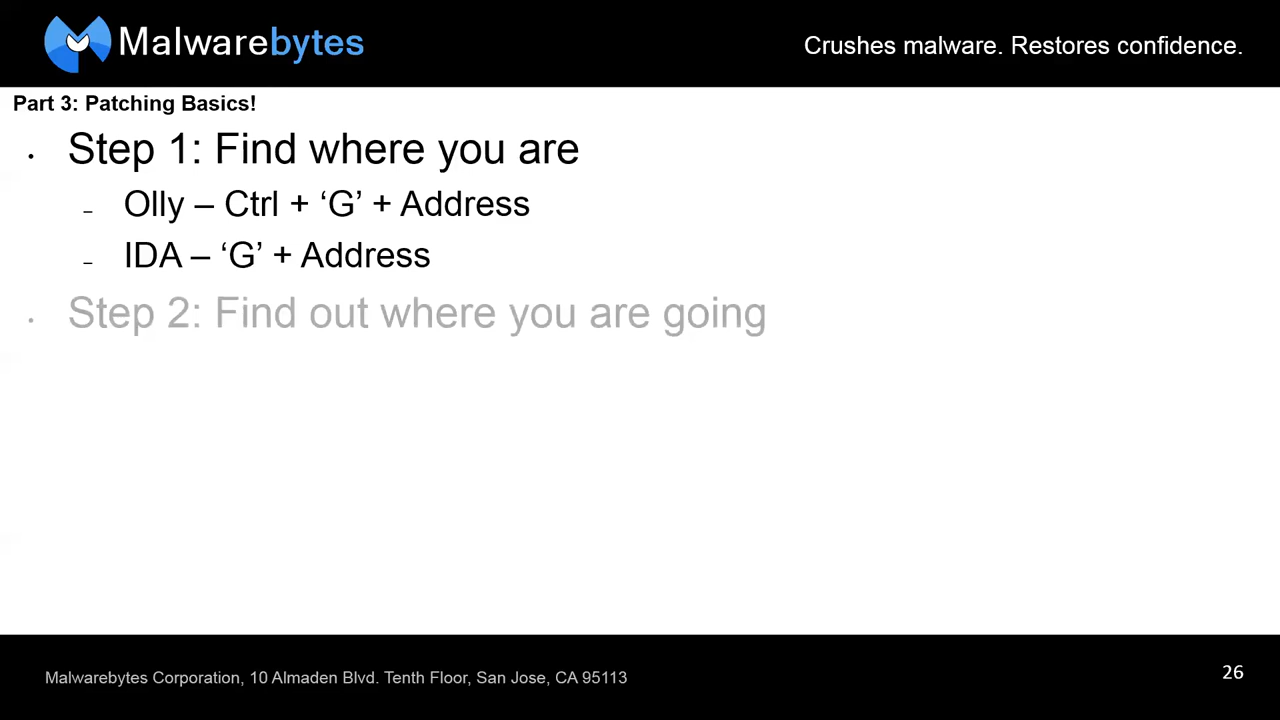 Malwarebytes
Crushes malware. Restores confidence.
Part 3: Patching Basics!
• Step 1: Find where you are
– Olly – Ctrl + ‘G’ + Address
– IDA – ‘G’ + Address
• Step 2: Find out where you are going
Malwarebytes Corporation, 10 Almaden Blvd. Tenth Floor, San Jose, CA 95113
26